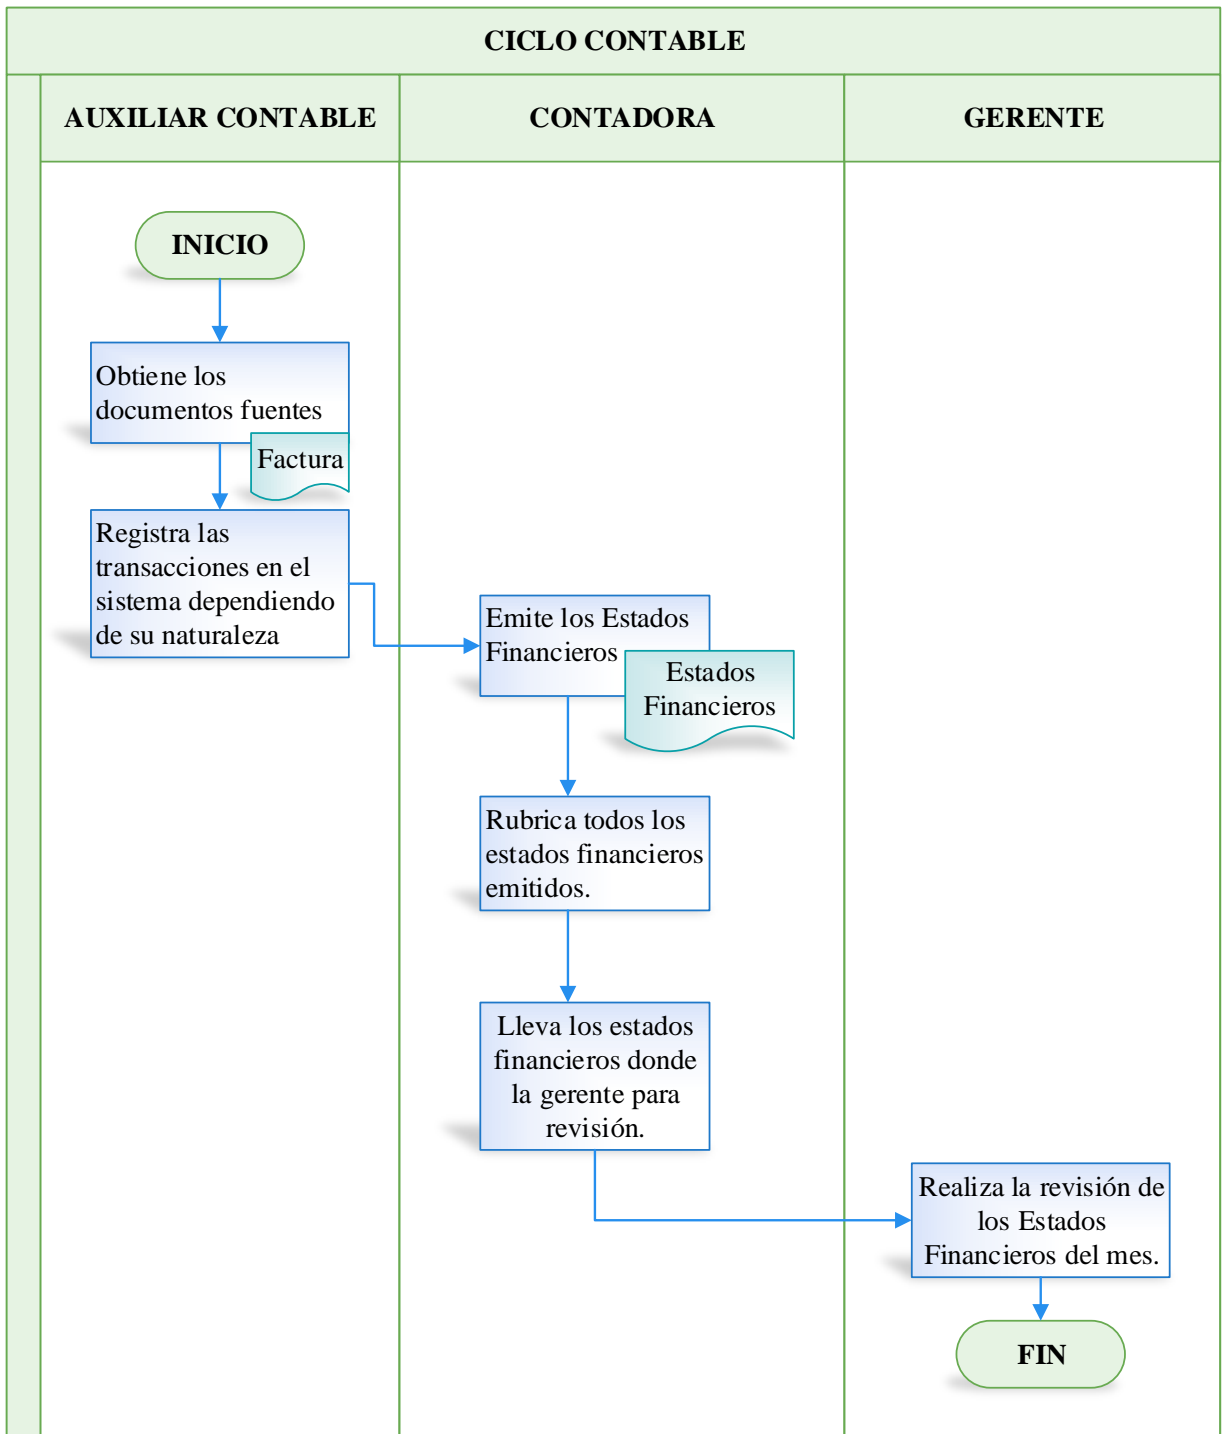 CICLO CONTABLE
AUXILIAR CONTABLE
CONTADORA
GERENTE
INICIO
Obtiene los
documentos fuentes
Factura
Registra las
transacciones en el
sistema dependiendo
de su naturaleza
Emite los Estados
Financieros
Estados
Financieros
Rubrica todos los
estados financieros
emitidos.
Lleva los estados
financieros donde
la gerente para
revisión.
Realiza la revisión de
los Estados
Financieros del mes.
FIN